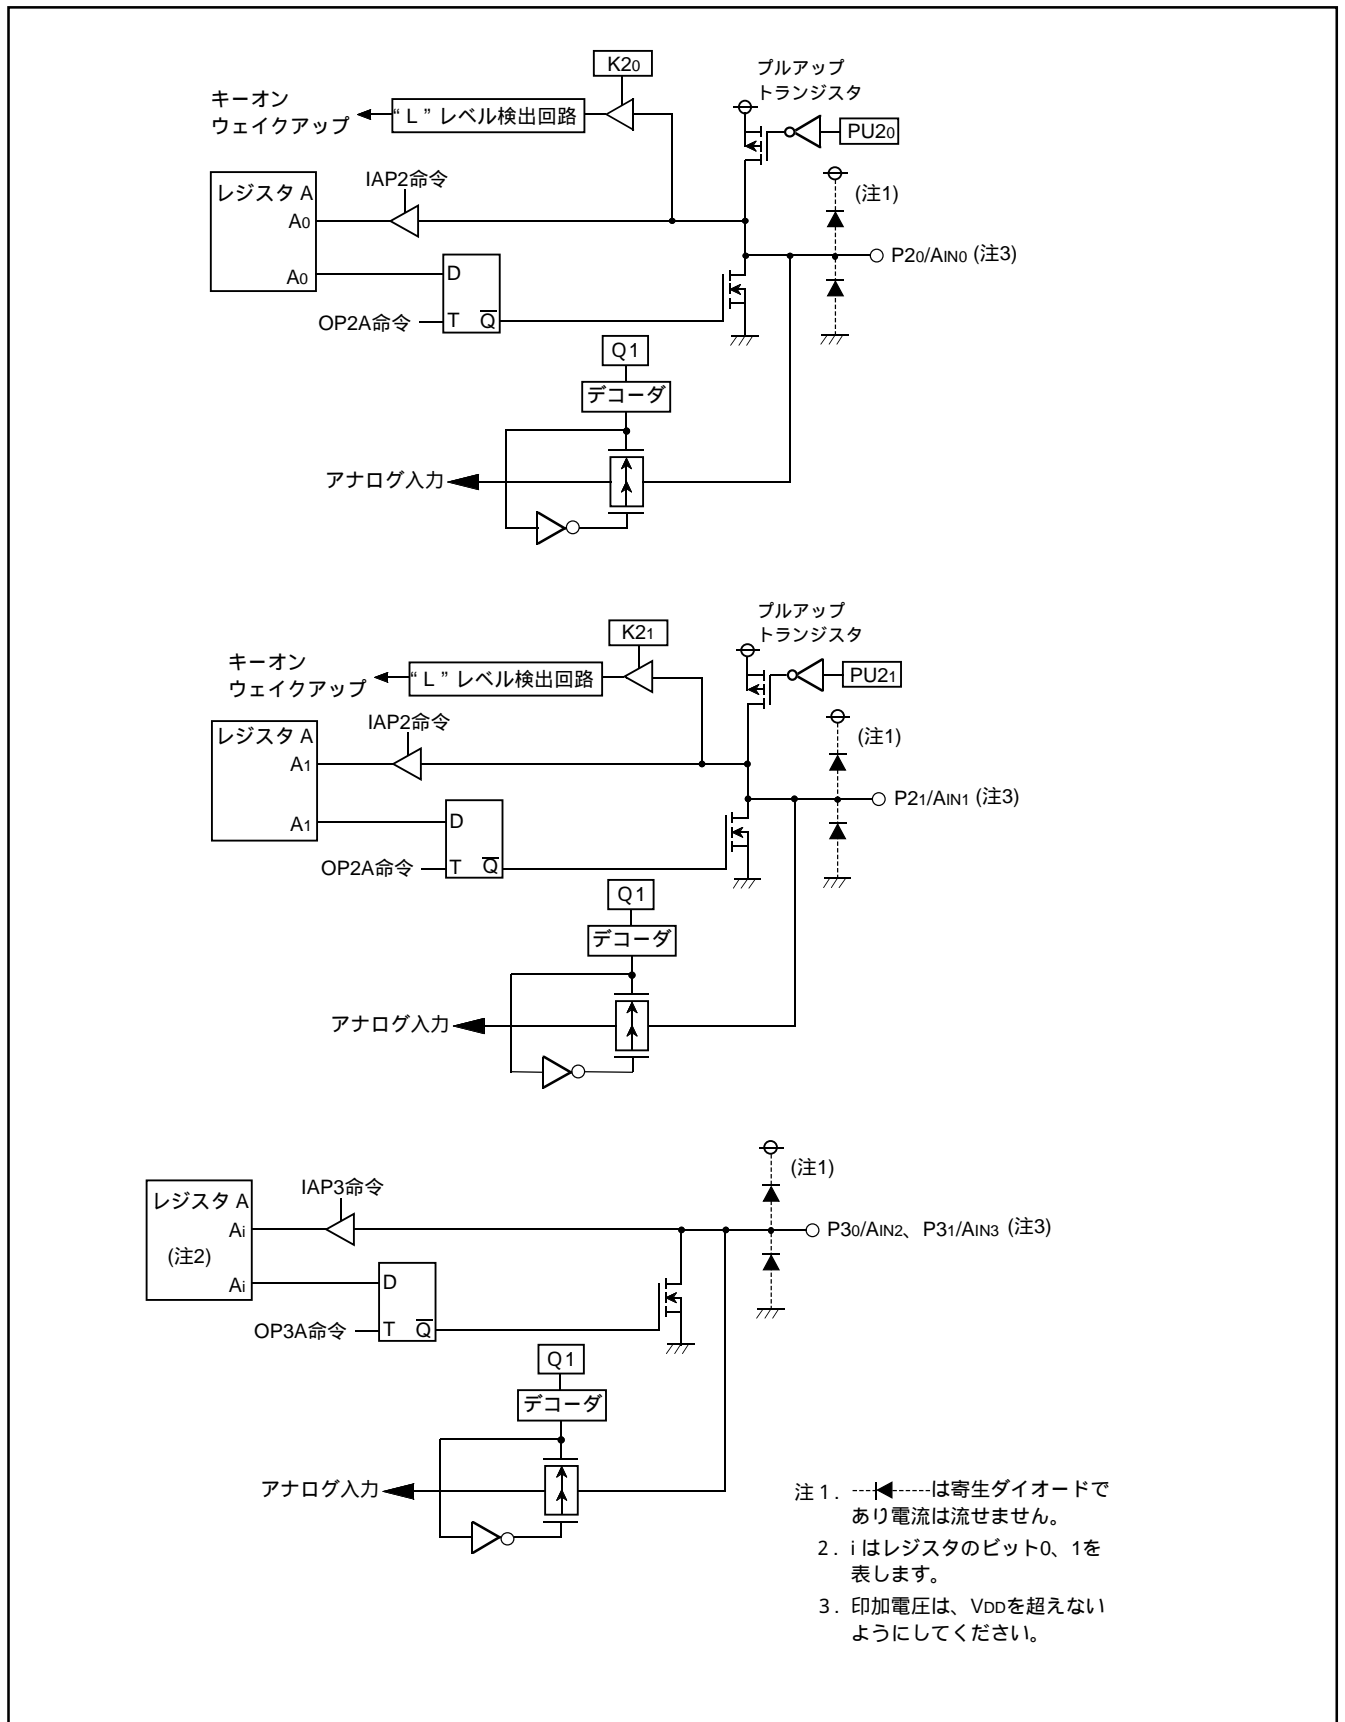 K20
プルアップ
トランジスタ
キーオン
ウェイクアップ
“L”レベル検出回路
PU20
レジスタ A
IAP2命令
(注1)
A0
P20/AIN0 (注3)
A0
D
OP2A命令
T Q
Q1
デコーダ
アナログ入力
プルアップ
トランジスタ
K21
キーオン
ウェイクアップ
“L”レベル検出回路
PU21
レジスタ A
IAP2命令
(注1)
A1
P21/AIN1 (注3)
A1
D
OP2A命令
T Q
Q1
デコーダ
アナログ入力
(注1)
レジスタ A
IAP3命令
Ai
P30/AIN2、P31/AIN3 (注3)
(注2)
Ai
D
OP3A命令
T Q
Q1
デコーダ
アナログ入力
注1. は寄生ダイオードで
あり電流は流せません。
2. i はレジスタのビット0、1を
表します。
3. 印加電圧は、VDDを超えない
ようにしてください。